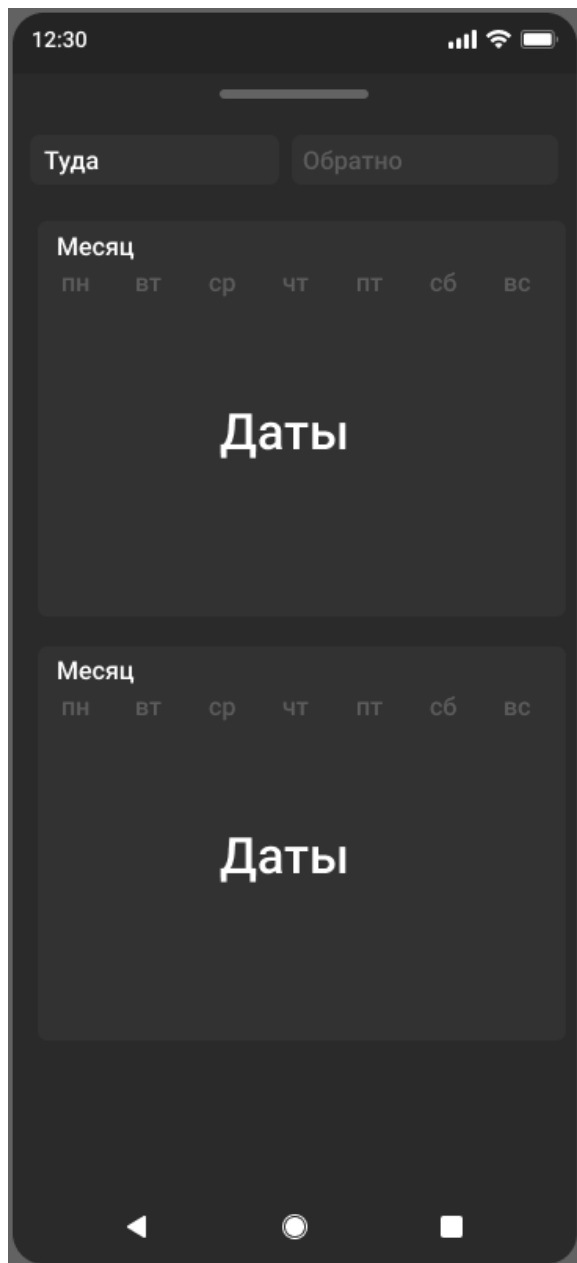 12:30
Туда Обратно
Месяц
пн вт ср чт пт сб вс
Даты
Месяц
пн вт ср чт пт сб вс
Даты